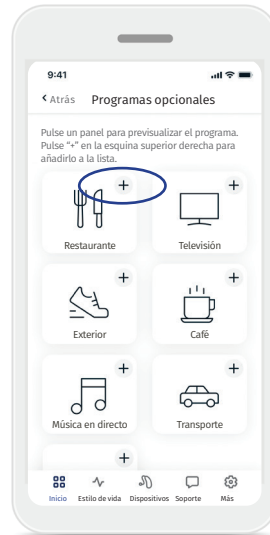 9:41
Atrás Programas opcionales
Pulse un panel para previsualizar el programa.
Pulse “+” en la esquina superior derecha para
añadirlo a la lista.
+ +
Restaurante Televisión
+ +
Exterior Café
+ +
Música en directo Transporte
+
Inicio Estilo de vida Dispositivos Soporte Más